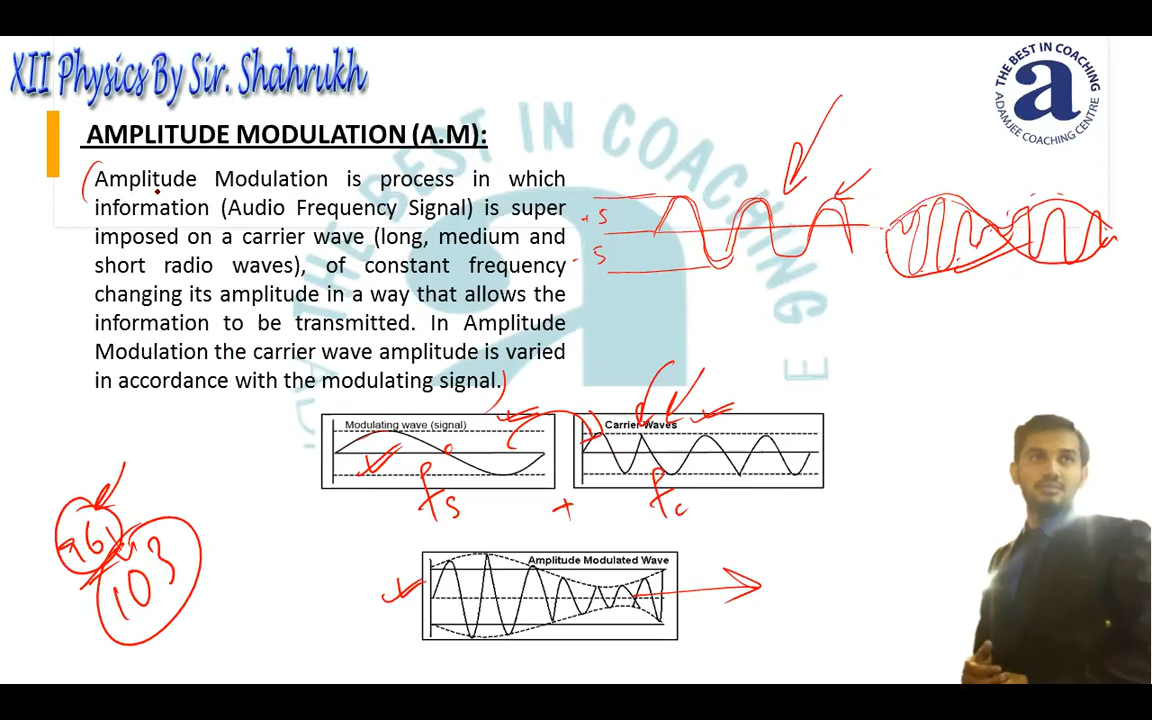 XII Physics By Sir. Shahrukh
THE BEST IN COACHING
a
ADAMJEE COACHING CENTRE
AMPLITUDE MODULATION (A.M):
Amplitude Modulation is process in which
information (Audio Frequency Signal) is super
imposed on a carrier wave (long, medium and
short radio waves), of constant frequency
changing its amplitude in a way that allows the
information to be transmitted. In Amplitude
Modulation the carrier wave amplitude is varied
in accordance with the modulating signal.
+5
-5
Modulating wave (signal)
Carrier Waves
fs
+
fc
Amplitude Modulated Wave
103